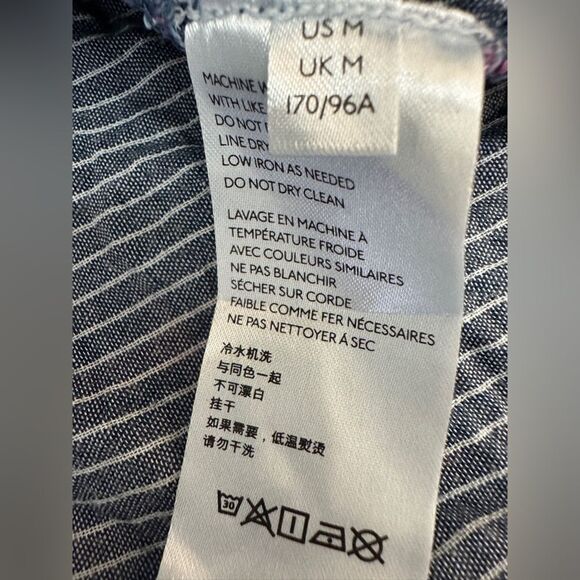 US M
UK M
170/96A
MACHINE
WITH LIKE
DO NOT
LINE DRY
LOW IRON AS NEEDED
DO NOT DRY CLEAN
LAVAGE EN MACHINE À
TEMPÉRATURE FROIDE
AVEC COULEURS SIMILAIRES
NE PAS BLANCHIR
SÉCHER SUR CORDE
FAIBLE COMME FER NÉCESSAIRES
NE PAS NETTOYER Á SEC
冷水机洗
与同色一起
不可漂白
挂干
如果需要，低温熨烫
请勿干洗
30